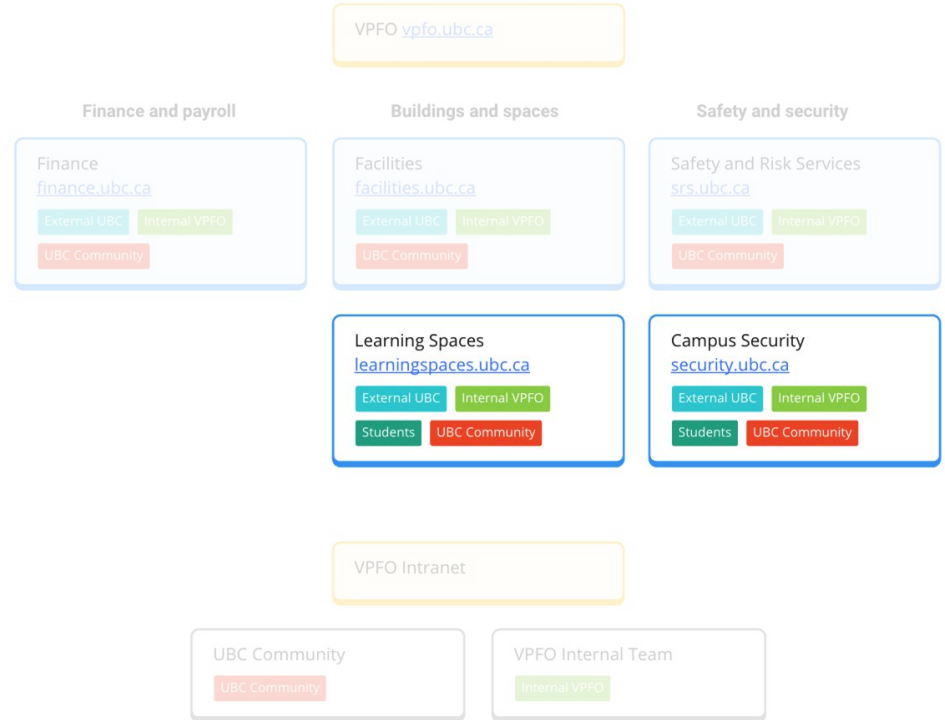 VPFO vpfo.ubc.ca
Finance and payroll
Buildings and spaces
Safety and security
Finance
finance.ubc.ca
External UBC Internal VPFO
UBC Community
Facilities
facilities.ubc.ca
External UBC Internal VPFO
UBC Community
Safety and Risk Services
srs.ubc.ca
External UBC Internal VPFO
UBC Community
Learning Spaces
learningspaces.ubc.ca
External UBC Internal VPFO
Students UBC Community
Campus Security
security.ubc.ca
External UBC Internal VPFO
Students UBC Community
VPFO Intranet
UBC Community
UBC Community
VPFO Internal Team
Internal VPFO